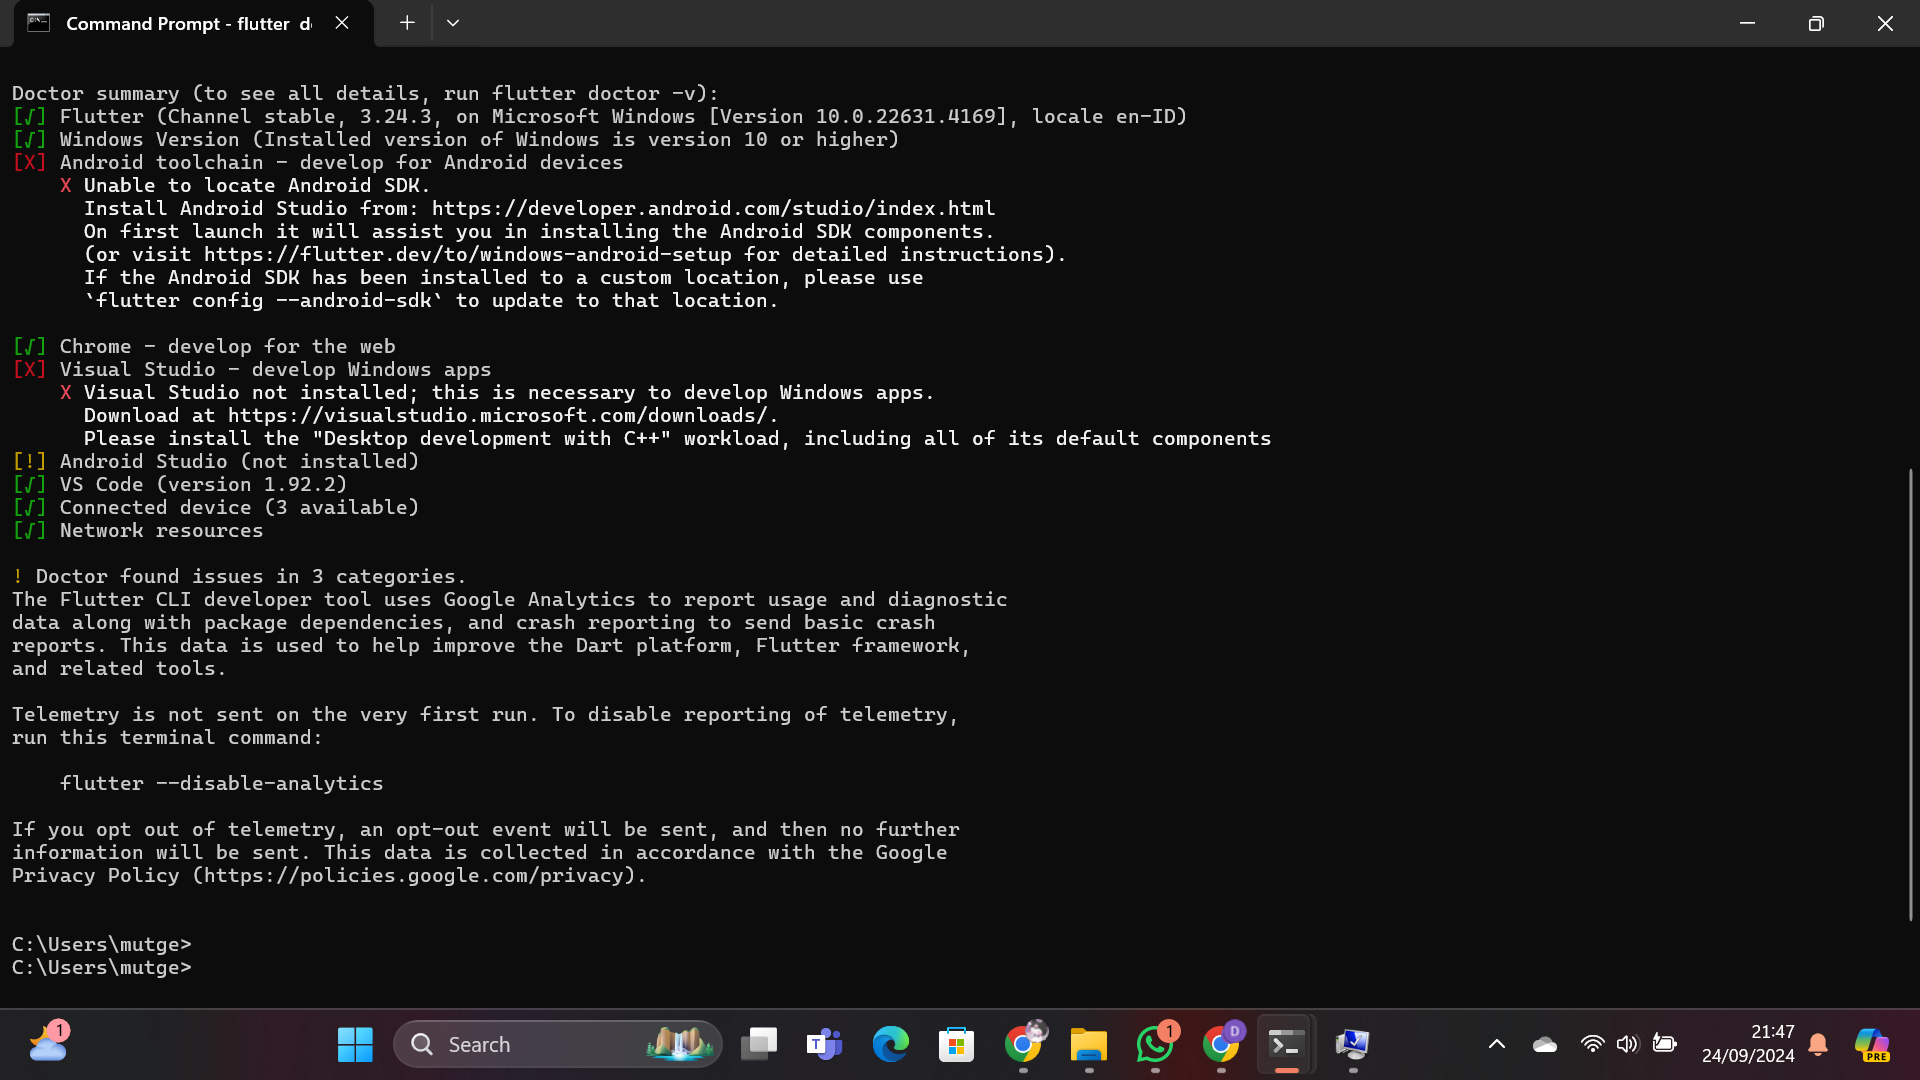 Command Prompt - flutter d
Doctor summary (to see all details, run flutter doctor -v):
[√] Flutter (Channel stable, 3.24.3, on Microsoft Windows [Version 10.0.22631.4169], locale en-ID)
[√] Windows Version (Installed version of Windows is version 10 or higher)
[X] Android toolchain - develop for Android devices
X Unable to locate Android SDK.
Install Android Studio from: https://developer.android.com/studio/index.html
On first launch it will assist you in installing the Android SDK components.
(or visit https://flutter.dev/to/windows-android-setup for detailed instructions).
If the Android SDK has been installed to a custom location, please use
`flutter config --android-sdk` to update to that location.
[√] Chrome - develop for the web
[X] Visual Studio - develop Windows apps
X Visual Studio not installed; this is necessary to develop Windows apps.
Download at https://visualstudio.microsoft.com/downloads/.
Please install the "Desktop development with C++" workload, including all of its default components
[!] Android Studio (not installed)
[√] VS Code (version 1.92.2)
[√] Connected device (3 available)
[√] Network resources
! Doctor found issues in 3 categories.
The Flutter CLI developer tool uses Google Analytics to report usage and diagnostic
data along with package dependencies, and crash reporting to send basic crash
reports. This data is used to help improve the Dart platform, Flutter framework,
and related tools.
Telemetry is not sent on the very first run. To disable reporting of telemetry,
run this terminal command:
flutter --disable-analytics
If you opt out of telemetry, an opt-out event will be sent, and then no further
information will be sent. This data is collected in accordance with the Google
Privacy Policy (https://policies.google.com/privacy).
C:\Users\mutge>
C:\Users\mutge>
1
Search
T
1
D
21:47
24/09/2024
PRE